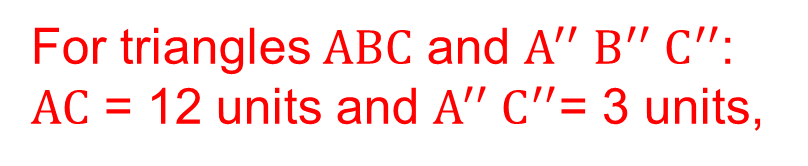 For triangles ABC and A′′ B′′ C′′:
AC = 12 units and A′′ C′′= 3 units,